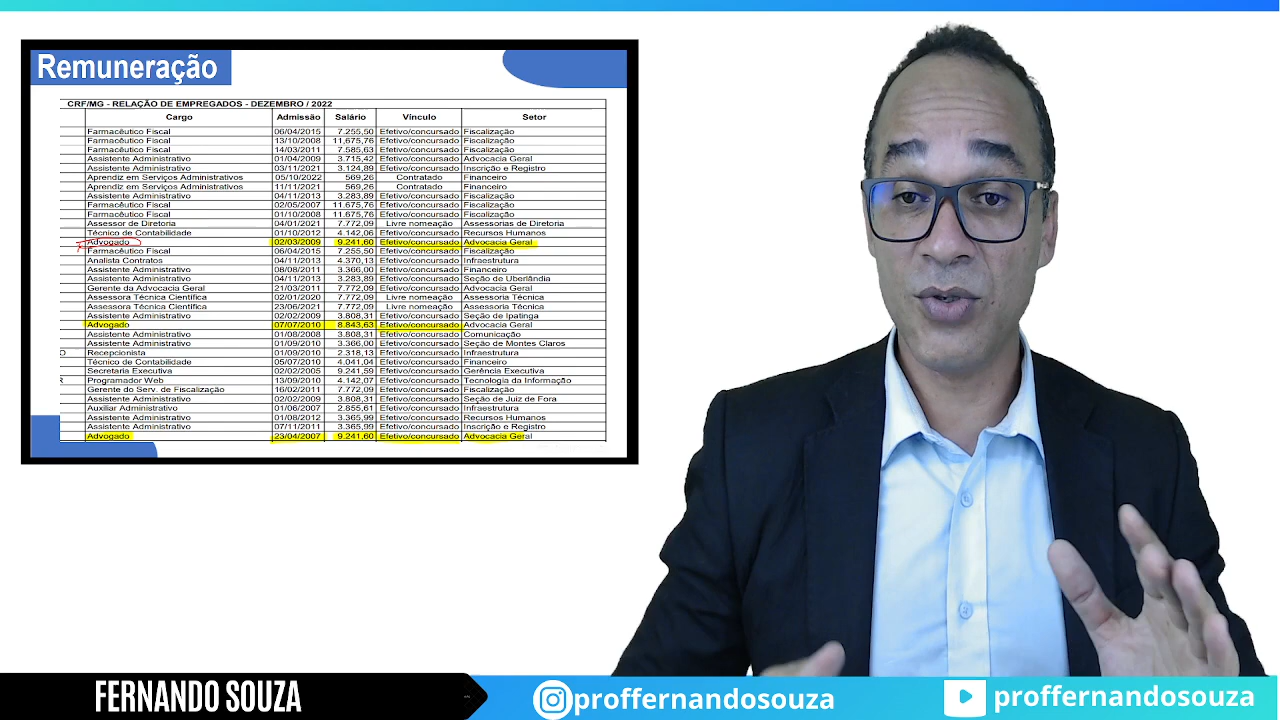 Remuneração
CRF/MG - RELAÇÃO DE EMPREGADOS - DEZEMBRO / 2022
Cargo Admissão Salário Vínculo Setor
Farmacêutico Fiscal 06/04/2015 7.255,50 Efetivo/concursado Fiscalização
Farmacêutico Fiscal 13/10/2008 11,675,76 Efetivo/concursado Fiscalização
Farmacêutico Fiscal 14/03/2011 7.585,63 Efetivo/concursado Fiscalização
Assistente Administrativo 01/04/2009 3.715,42 Efetivo/concursado Advocacia Geral
Assistente Administrativo 03/11/2021 3.124,89 Efetivo/concursado Inscrição e Registro
Aprendiz em Serviços Administrativos 05/10/2022 569,26 Contratado Financeiro
Aprendiz em Serviços Administrativos 11/11/2021 569,26 Contratado Financeiro
Assistente Administrativo 04/11/2013 3.283,89 Efetivo/concursado Fiscalização
Farmacêutico Fiscal 02/05/2007 11.675,76 Efetivo/concursado Fiscalização
Farmacêutico Fiscal 01/10/2008 11.675,76 Efetivo/concursado Fiscalização
Assessor de Diretoria 04/01/2021 7.772,09 Livre nomeação Assessorias de Diretoria
Técnico de Contabilidade 01/10/2012 4.142,06 Efetivo/concursado Recursos Humanos
Advogado 02/03/2009 9.241,60 Efetivo/concursado Advocacia Geral
Farmacêutico Fiscal 06/04/2015 7.255,50 Efetivo/concursado Fiscalização
Analista Contratos 04/11/2013 4.370,13 Efetivo/concursado Infraestrutura
Assistente Administrativo 08/08/2011 3.366,00 Efetivo/concursado Financeiro
Assistente Administrativo 04/11/2013 3.283,89 Efetivo/concursado Seção de Uberlândia
Gerente da Advocacia Geral 21/03/2011 7.772,09 Efetivo/concursado Advocacia Geral
Assessora Técnica Científica 02/01/2020 7.772,09 Livre nomeação Assessoria Técnica
Assessora Técnica Científica 23/06/2021 7.772,09 Livre nomeação Assessoria Técnica
Assistente Administrativo 02/02/2009 3.808,31 Efetivo/concursado Seção de Ipatinga
Advogado 07/07/2010 8.843,63 Efetivo/concursado Advocacia Geral
Assistente Administrativo 01/08/2008 3.808,31 Efetivo/concursado Comunicação
Assistente Administrativo 01/09/2010 3.366,00 Efetivo/concursado Seção de Montes Claros
O Recepcionista 01/09/2010 2.318,13 Efetivo/concursado Infraestrutura
Técnico de Contabilidade 05/07/2010 4.041,04 Efetivo/concursado Financeiro
Secretaria Executiva 02/02/2005 9.241,59 Efetivo/concursado Gerência Executiva
R Programador Web 13/09/2010 4.142,07 Efetivo/concursado Tecnologia da Informação
Gerente do Serv. de Fiscalização 16/02/2011 7.772,09 Efetivo/concursado Fiscalização
Assistente Administrativo 02/02/2009 3.808,31 Efetivo/concursado Seção de Juiz de Fora
Auxiliar Administrativo 01/06/2007 2.855,61 Efetivo/concursado Infraestrutura
Assistente Administrativo 01/08/2012 3.365,99 Efetivo/concursado Recursos Humanos
Assistente Administrativo 07/11/2011 3.365,99 Efetivo/concursado Inscrição e Registro
Advogado 23/04/2007 9.241,60 Efetivo/concursado Advocacia Geral
FERNANDO SOUZA
proffernandosouza
proffernandosouza